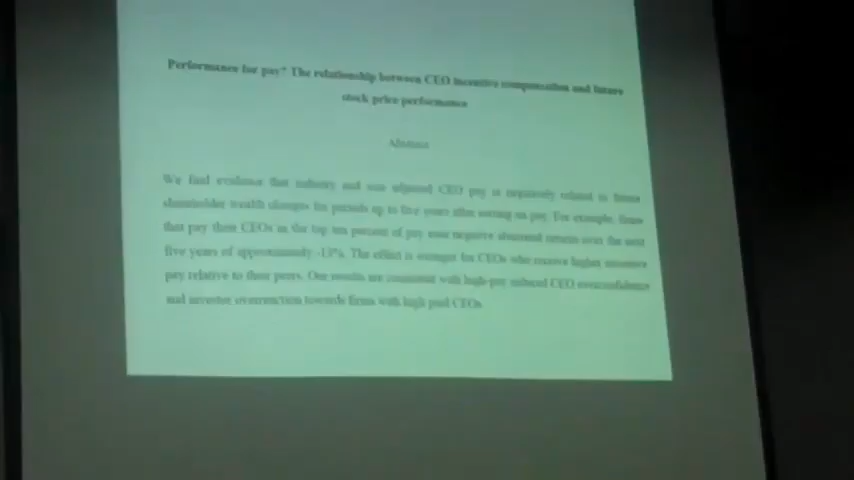 Performance for pay? The relationship between CEO incentive compensation and future
stock price performance
Abstract
We find evidence that industry and size adjusted CEO pay is negatively related to future
shareholder wealth changes for periods up to five years after sorting on pay. For example, firms
that pay their CEOs in the top ten percent of pay earn negative abnormal returns over the next
five years of approximately -13%. The effect is stronger for CEOs who receive higher incentive
pay relative to their peers. Our results are consistent with high-pay induced CEO overconfidence
and investor overreaction towards firms with high paid CEOs